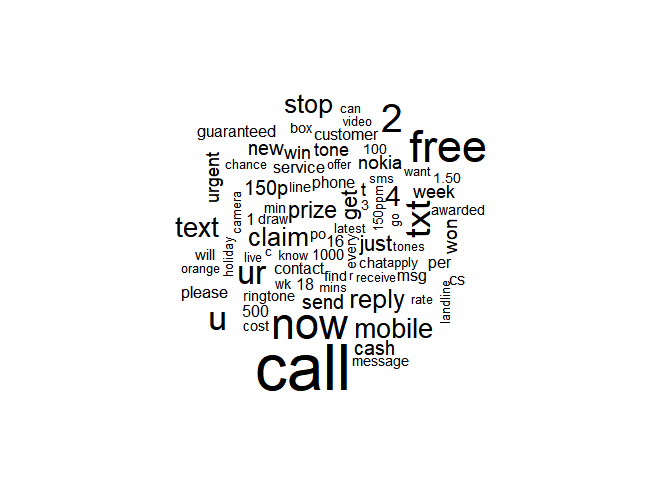 stop can
video
2
guaranteed box customer
free
new win tone 100
urgent chance service offer nokia want
sms 1.50
150p line phone get t 4 week
camera min prize 3 150ppm go txt awarded
1 draw
text claim po latest won
16 every just tones
will holiday live c know 1000
orange ur contact find r chat apply msg per
receive cs
please wk 18 mins
ringtone send reply rate landline
500
u cost now mobile
cash
call message